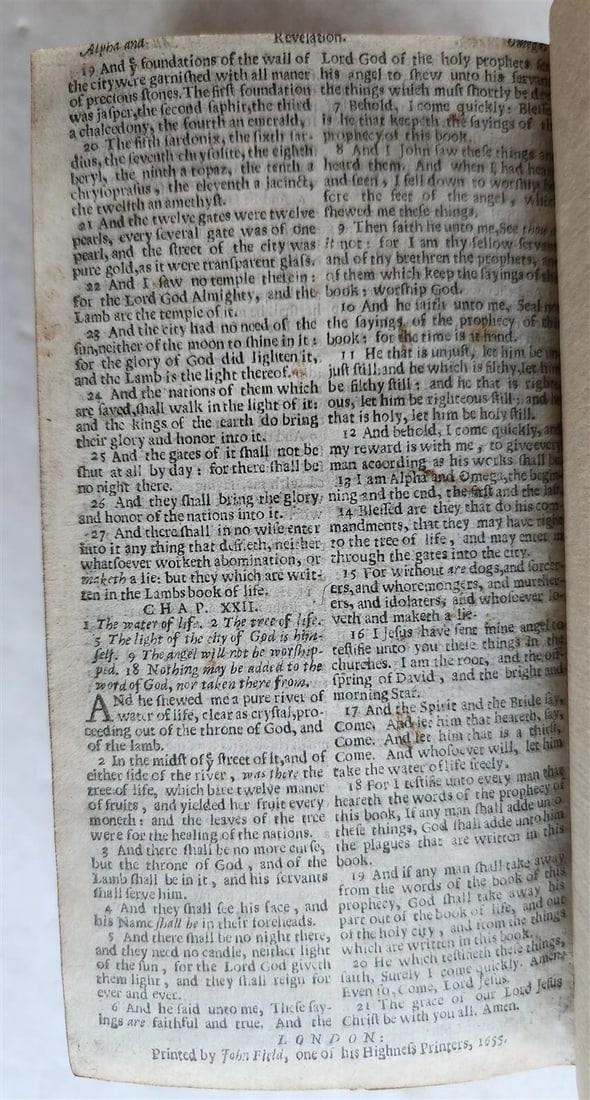 Alpha and Revelation. Omega.
19 And yͤ foundations of the wall of
the city were garniſhed with all maner
of precious ſtones. The firſt foundation
was jaſper, the ſecond ſaphir, the third
a chalcedony, the fourth an emerald,
20 The fifth ſardonix, the ſixth ſar-
dius, the ſeventh chryſolite, the eighth
beryl, the ninth a topaz, the tenth a
chryſopraſus, the eleventh a jacinct,
the twelfth an amethyſt.
21 And the twelve gates were twelve
pearls, every ſeveral gate was of one
pearl, and the ſtreet of the city was
pure gold, as it were tranſparent glaſs.
22 And I ſaw no temple therein:
for the Lord God Almighty, and the
Lamb are the temple of it.
23 And the city had no need of the
ſun, neither of the moon to ſhine in it:
for the glory of God did lighten it,
and the Lamb is the light thereof.
24 And the nations of them which
are ſaved, ſhall walk in the light of it:
and the kings of the earth do bring
their glory and honor into it.
25 And the gates of it ſhall not be
ſhut at all by day: for there ſhall be
no night there.
26 And they ſhall bring the glory
and honor of the nations into it.
27 And there ſhall in no wiſe enter
into it any thing that defileth, neither
whatſoever worketh abomination, or
maketh a lie: but they which are writ-
ten in the Lambs book of life.
CHAP. XXII.
1 The water of life. 2 The tree of life.
5 The light of the city of God is him-
ſelf. 9 The angel will not be worſhip-
ped. 18 Nothing may be added to the
word of God, nor taken there from.
ANd he ſhewed me a pure river of
water of life, clear as cryſtal, pro-
ceeding out of the throne of God, and
of the lamb.
2 In the midſt of yͤ ſtreet of it, and of
either ſide of the river, was there the
tree of life, which bare twelve maner
of fruits, and yielded her fruit every
moneth: and the leaves of the tree
were for the healing of the nations.
3 And there ſhall be no more curſe,
but the throne of God, and of the
Lamb ſhall be in it, and his ſervants
ſhall ſerve him.
4 And they ſhall ſee his face, and
his Name ſhall be in their foreheads.
5 And there ſhall be no night there,
and they need no candle, neither light
of the ſun, for the Lord God giveth
them light, and they ſhall reign for
ever and ever.
6 And he ſaid unto me, Theſe ſay-
ings are faithful and true. And the
Lord God of the holy prophets
his angel to ſhew unto his
the things which muſt ſhortly be
7 Behold, I come quickly:
is he that keepeth the ſayings of
prophecy of this book.
8 And I John ſaw theſe things
heard them. And when I had
and ſeen, I fell down to worſhip
fore the feet of the angel,
ſhewed me theſe things.
9 Then ſaith he unto me, See
it not: for I am thy fellow
and of thy brethren the prophets,
of them which keep the ſayings of
book: worſhip God.
10 And he ſaith unto me, Seal
the ſayings of the prophecy of
book: for the time is at hand.
11 He that is unjuſt, let him be un
juſt ſtill: and he which is filthy, let him
be filthy ſtill: and he that is righte
ous, let him be righteous ſtill: and
that is holy, let him be holy ſtill.
12 And behold, I come quickly,
my reward is with me, to give every
man according as his works ſhall be
13 I am Alpha and Omega, the begin
ning and the end, the firſt and the laſt.
14 Bleſſed are they that do his com-
mandments, that they may have right
to the tree of life, and may enter in
through the gates into the city.
15 For without are dogs, and ſorcer-
ers, and whoremongers, and murther-
ers, and idolaters, and whoſoever lo-
veth and maketh a lie.
16 I Jeſus have ſent mine angel to
teſtifie unto you theſe things in the
churches. I am the root, and the off-
ſpring of David, and the bright and
morning Star.
17 And the Spirit and the Bride ſay,
Come. And let him that heareth, ſay,
Come. And let him that is a thirſt,
Come. And whoſoever will, let him
take the water of life freely.
18 For I teſtifie unto every man that
heareth the words of the prophecy of
this book, If any man ſhall adde unto
theſe things, God ſhall adde unto him
the plagues that are written in this
book.
19 And if any man ſhall take away
from the words of the book of this
prophecy, God ſhall take away his
part out of the book of life, and out
of the holy city, and from the things
which are written in this book.
20 He which teſtifieth theſe things,
ſaith, Surely I come quickly. Amen.
Even ſo, Come, Lord Jeſus.
21 The grace of our Lord Jeſus
Chriſt be with you all. Amen.
LONDON:
Printed by John Field, one of his Highneſs Printers, 1655.